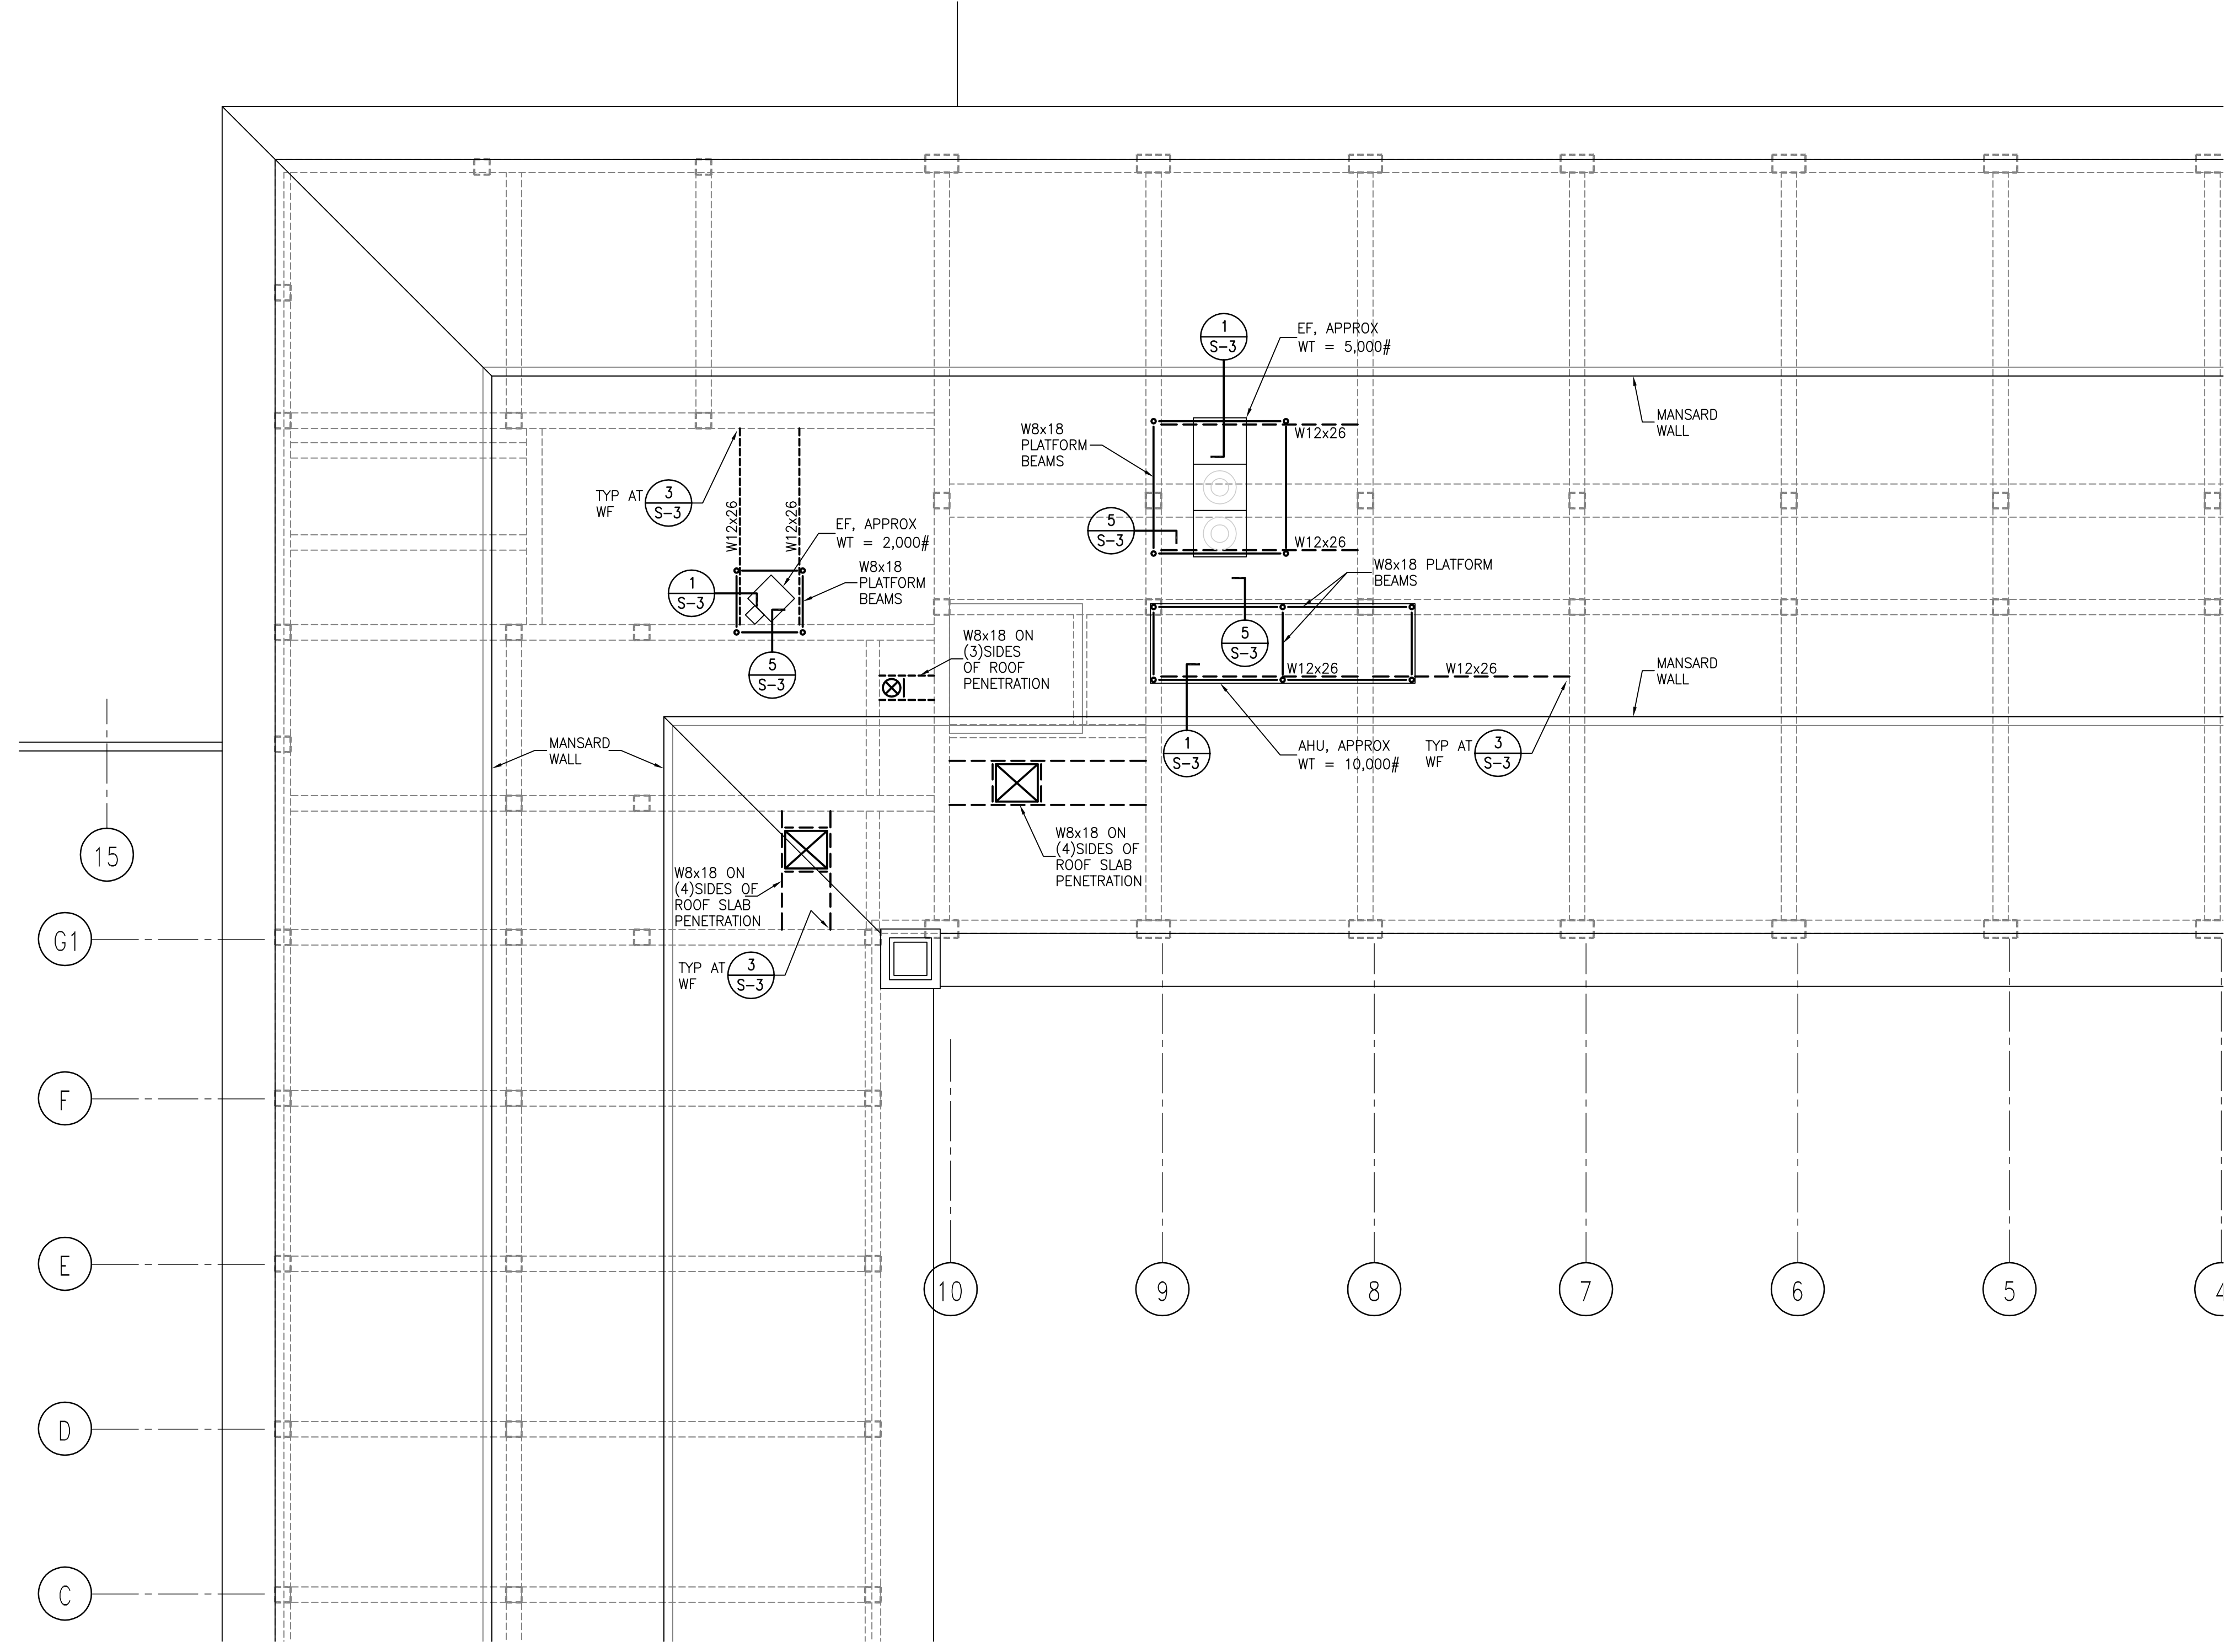 1
S-3
EF, APPROX
WT = 5,000#
MANSARD
WALL
W8x18
PLATFORM
BEAMS
W12x26
TYP AT
WF
3
S-3
W12x26
W12x26
EF, APPROX
WT = 2,000#
5
S-3
W12x26
W8x18
PLATFORM
BEAMS
W8x18 PLATFORM
BEAMS
1
S-3
W8x18 ON
(3)SIDES
OF ROOF
PENETRATION
5
S-3
5
S-3
W12x26
W12x26
MANSARD
WALL
MANSARD
WALL
1
S-3
AHU, APPROX
WT = 10,000#
TYP AT
WF
3
S-3
15
W8x18 ON
(4)SIDES OF
ROOF SLAB
PENETRATION
W8x18 ON
(4)SIDES OF
ROOF SLAB
PENETRATION
TYP AT
WF
3
S-3
G1
F
E
D
C
10
9
8
7
6
5
4